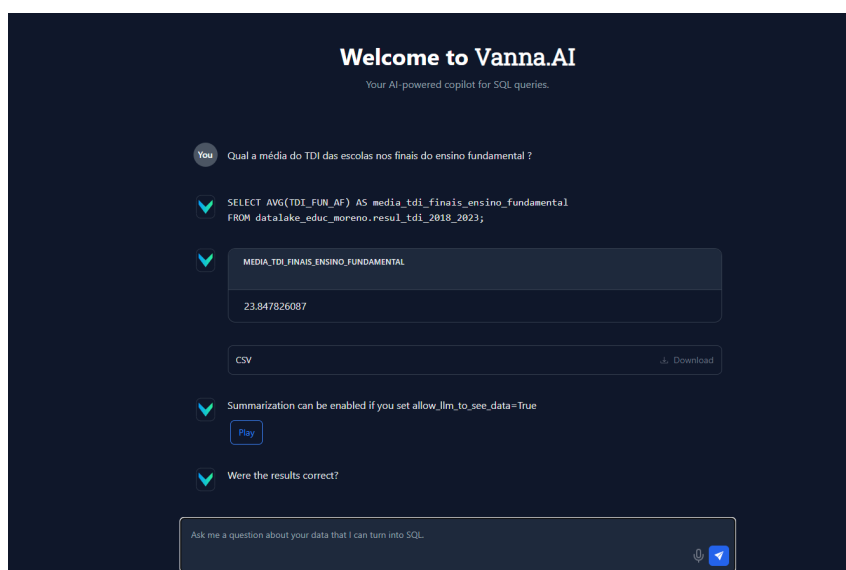 Welcome to Vanna.AI
Your AI-powered copilot for SQL queries.
You
Qual a média do TDI das escolas nos finais do ensino fundamental ?
SELECT AVG(TDI_FUN_AF) AS media_tdi_finais_ensino_fundamental
FROM datalake_educ_moreno.resul_tdi_2018_2023;
MEDIA_TDI_FINAIS_ENSINO_FUNDAMENTAL
23.847826087
CSV
Download
Summarization can be enabled if you set allow_llm_to_see_data=True
Play
Were the results correct?
Ask me a question about your data that I can turn into SQL.